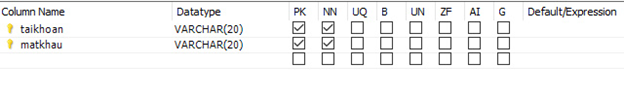 Column Name Datatype PK NN UQ B UN ZF AI G Default/Expression
taikhoan VARCHAR(20)
matkhau VARCHAR(20)